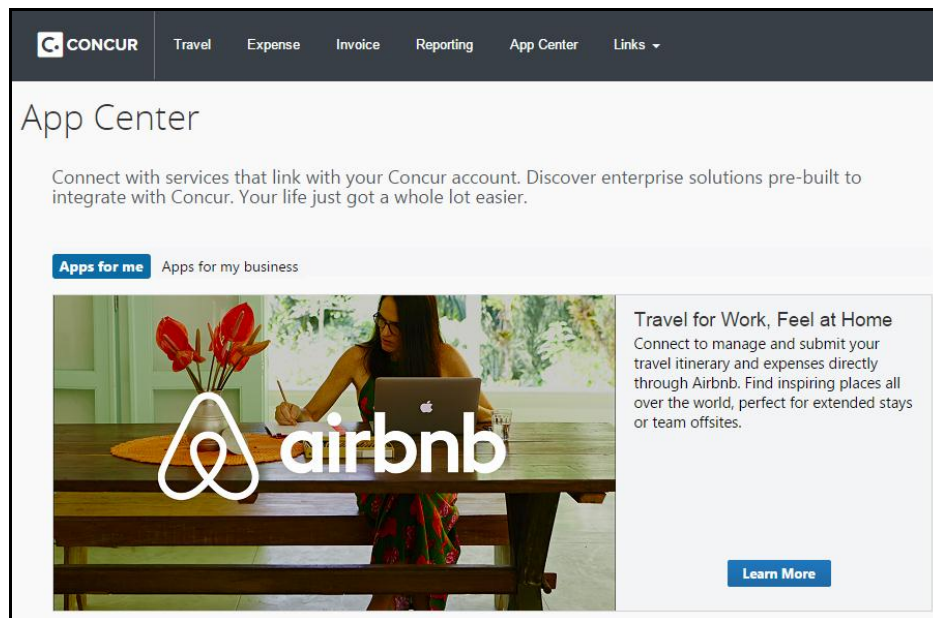 C. CONCUR Travel Expense Invoice Reporting App Center Links
App Center
Connect with services that link with your Concur account. Discover enterprise solutions pre-built to
integrate with Concur. Your life just got a whole lot easier.
Apps for me Apps for my business
airbnb
Travel for Work, Feel at Home
Connect to manage and submit your
travel itinerary and expenses directly
through Airbnb. Find inspiring places all
over the world, perfect for extended stays
or team offsites.
Learn More